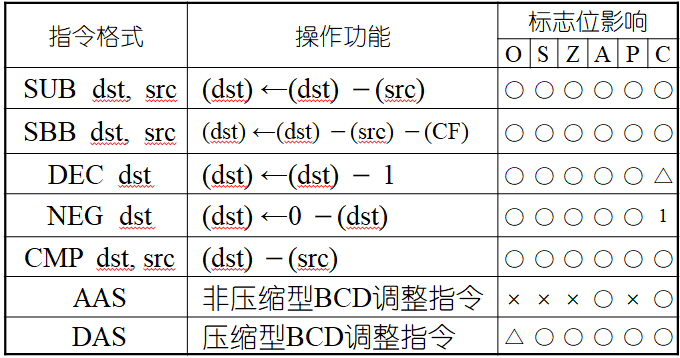 指令格式 操作功能 标志位影响
O S Z A P C
SUB dst, src (dst) ←(dst) －(src) ○ ○ ○ ○ ○ ○
SBB dst, src (dst) ←(dst) －(src) －(CF) ○ ○ ○ ○ ○ ○
DEC dst (dst) ←(dst) － 1 ○ ○ ○ ○ ○ △
NEG dst (dst) ←0 －(dst) ○ ○ ○ ○ ○ 1
CMP dst, src (dst) －(src) ○ ○ ○ ○ ○ ○
AAS 非压缩型BCD调整指令 × × × ○ × ○
DAS 压缩型BCD调整指令 △ ○ ○ ○ ○ ○